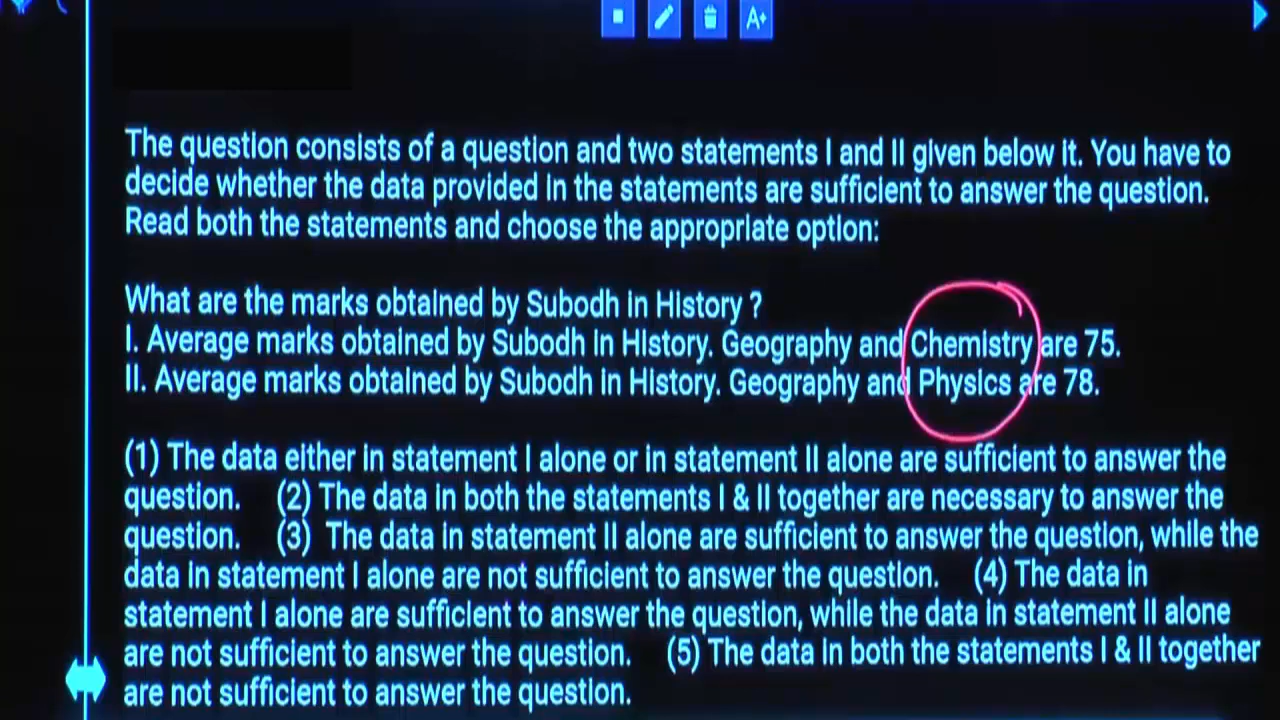 A+
The question consists of a question and two statements I and II given below it. You have to
decide whether the data provided in the statements are sufficient to answer the question.
Read both the statements and choose the appropriate option:
What are the marks obtained by Subodh in History ?
I. Average marks obtained by Subodh in History. Geography and Chemistry are 75.
II. Average marks obtained by Subodh in History. Geography and Physics are 78.
(1) The data either in statement I alone or in statement II alone are sufficient to answer the
question. (2) The data in both the statements I & II together are necessary to answer the
question. (3) The data in statement II alone are sufficient to answer the question, while the
data in statement I alone are not sufficient to answer the question. (4) The data in
statement I alone are sufficient to answer the question, while the data in statement II alone
are not sufficient to answer the question. (5) The data in both the statements I & II together
are not sufficient to answer the question.